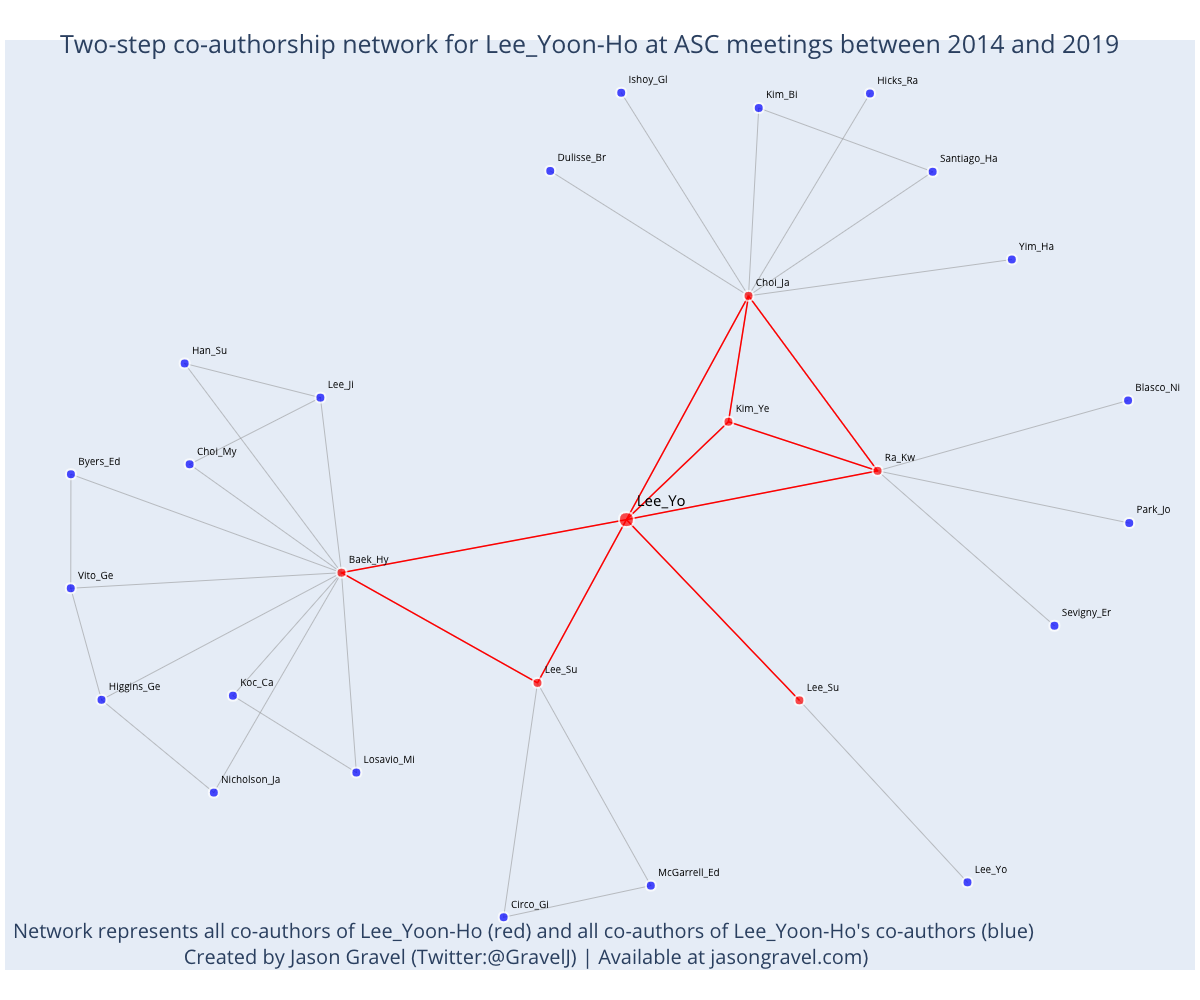 Two-step co-authorship network for Lee_Yoon-Ho at ASC meetings between 2014 and 2019
Ishoy_Gl
Hicks_Ra
Kim_Bi
Dulisse_Br
Santiago_Ha
Yim_Ha
Choi_Ja
Han_Su
Lee_Ji
Blasco_Ni
Kim_Ye
Choi_My
Ra_Kw
Byers_Ed
Lee_Yo
Park_Jo
Baek_Hy
Vito_Ge
Sevigny_Er
Lee_Su
Koc_Ca
Higgins_Ge
Lee_Su
Losavio_Mi
Nicholson_Ja
McGarrell_Ed
Lee_Yo
Circo_Gi
Network represents all co-authors of Lee_Yoon-Ho (red) and all co-authors of Lee_Yoon-Ho's co-authors (blue)
Created by Jason Gravel (Twitter:@GravelJ) | Available at jasongravel.com)